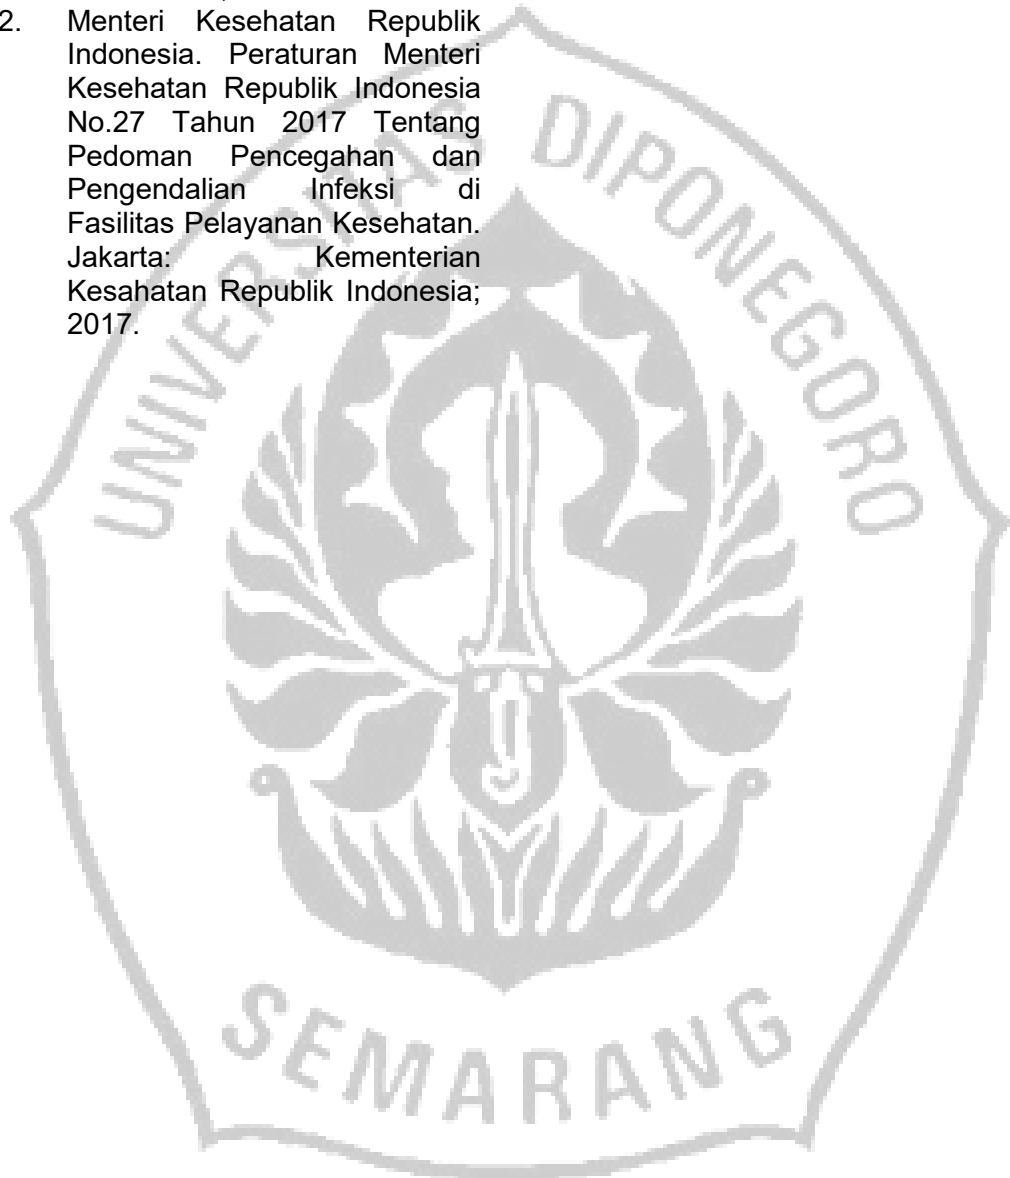 2. Menteri Kesehatan Republik
Indonesia. Peraturan Menteri
Kesehatan Republik Indonesia
No.27 Tahun 2017 Tentang
Pedoman Pencegahan dan
Pengendalian Infeksi di
Fasilitas Pelayanan Kesehatan.
Jakarta: Kementerian
Kesahatan Republik Indonesia;
2017.
UNIVERSITAS DIPONEGORO
SEMARANG